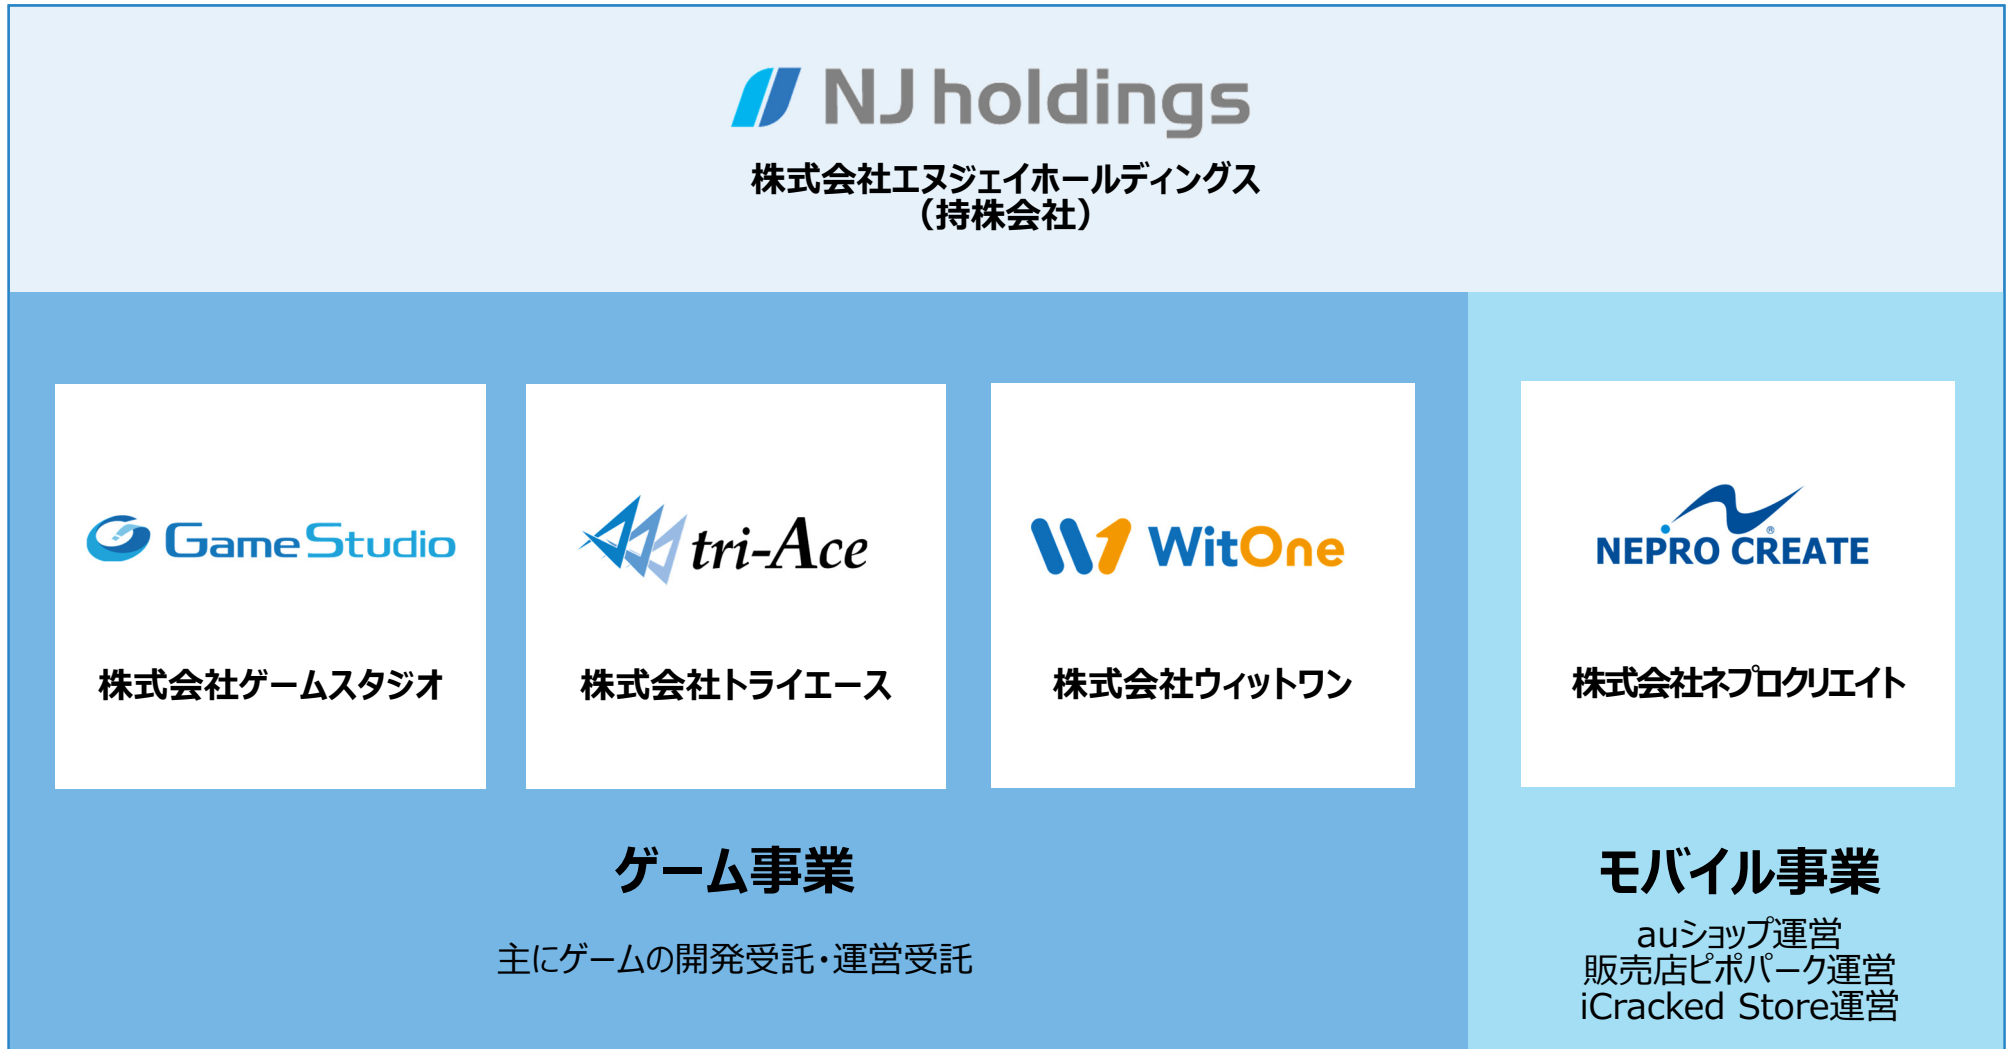 NJ holdings
株式会社エヌジェイホールディングス
（持株会社）
GameStudio
株式会社ゲームスタジオ
tri-Ace
株式会社トライエース
WitOne
株式会社ウィットワン
ゲーム事業
主にゲームの開発受託・運営受託
NEPRO CREATE®
株式会社ネプロクリエイト
モバイル事業
auショップ運営
販売店ピポパーク運営
iCracked Store運営